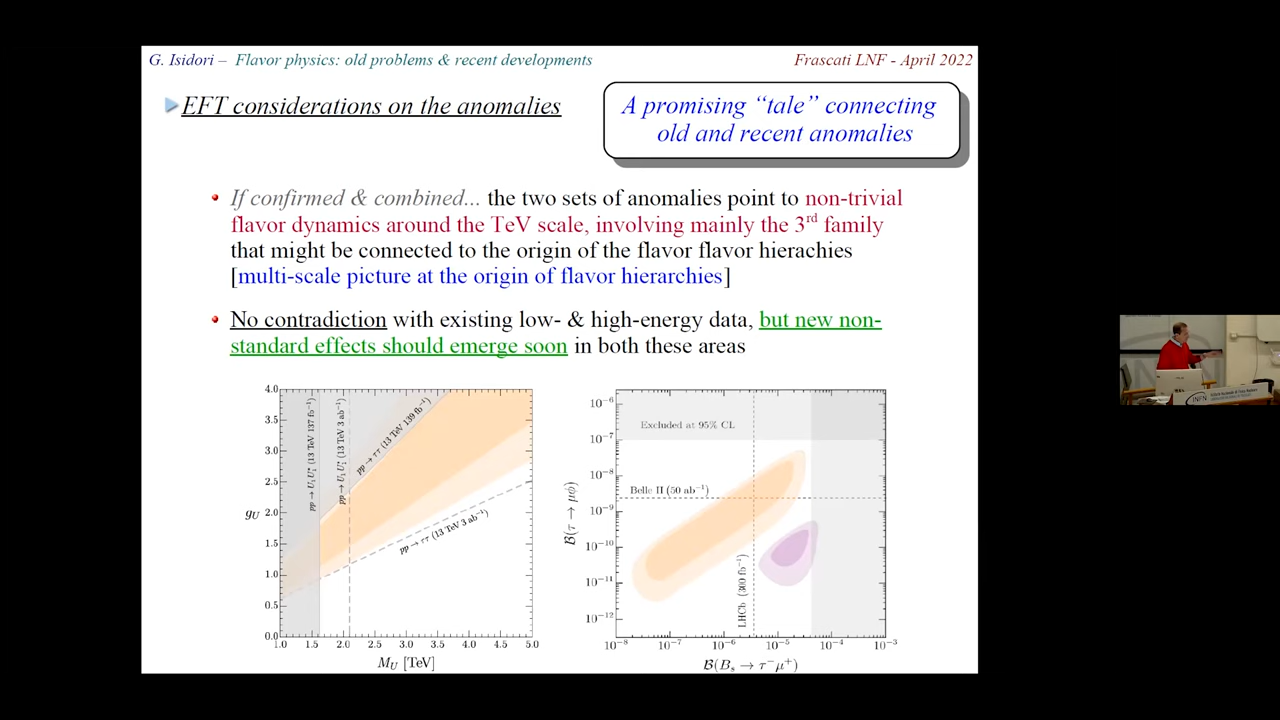 G. Isidori – Flavor physics: old problems & recent developments
Frascati LNF - April 2022
EFT considerations on the anomalies
A promising “tale” connecting
old and recent anomalies
If confirmed & combined... the two sets of anomalies point to non-trivial
flavor dynamics around the TeV scale, involving mainly the 3rd family
that might be connected to the origin of the flavor flavor hierachies
[multi-scale picture at the origin of flavor hierarchies]
No contradiction with existing low- & high-energy data, but new non-
standard effects should emerge soon in both these areas
4.0
3.5
3.0
2.5
2.0
1.5
1.0
0.5
0.0
g_U
pp → U₁U₁* (13 TeV 137 fb⁻¹)
pp → U₁U₁* (13 TeV 3 ab⁻¹)
pp → ττ (13 TeV 139 fb⁻¹)
pp → ττ (13 TeV 3 ab⁻¹)
1.0 1.5 2.0 2.5 3.0 3.5 4.0 4.5 5.0
M_U [TeV]
10⁻⁶
10⁻⁷
10⁻⁸
10⁻⁹
10⁻¹⁰
10⁻¹¹
10⁻¹²
B(τ → μϕ)
Excluded at 95% CL
Belle II (50 ab⁻¹)
LHCb (300 fb⁻¹)
10⁻⁸ 10⁻⁷ 10⁻⁶ 10⁻⁵ 10⁻⁴ 10⁻³
B(Bₛ → τ⁻μ⁺)
INFN